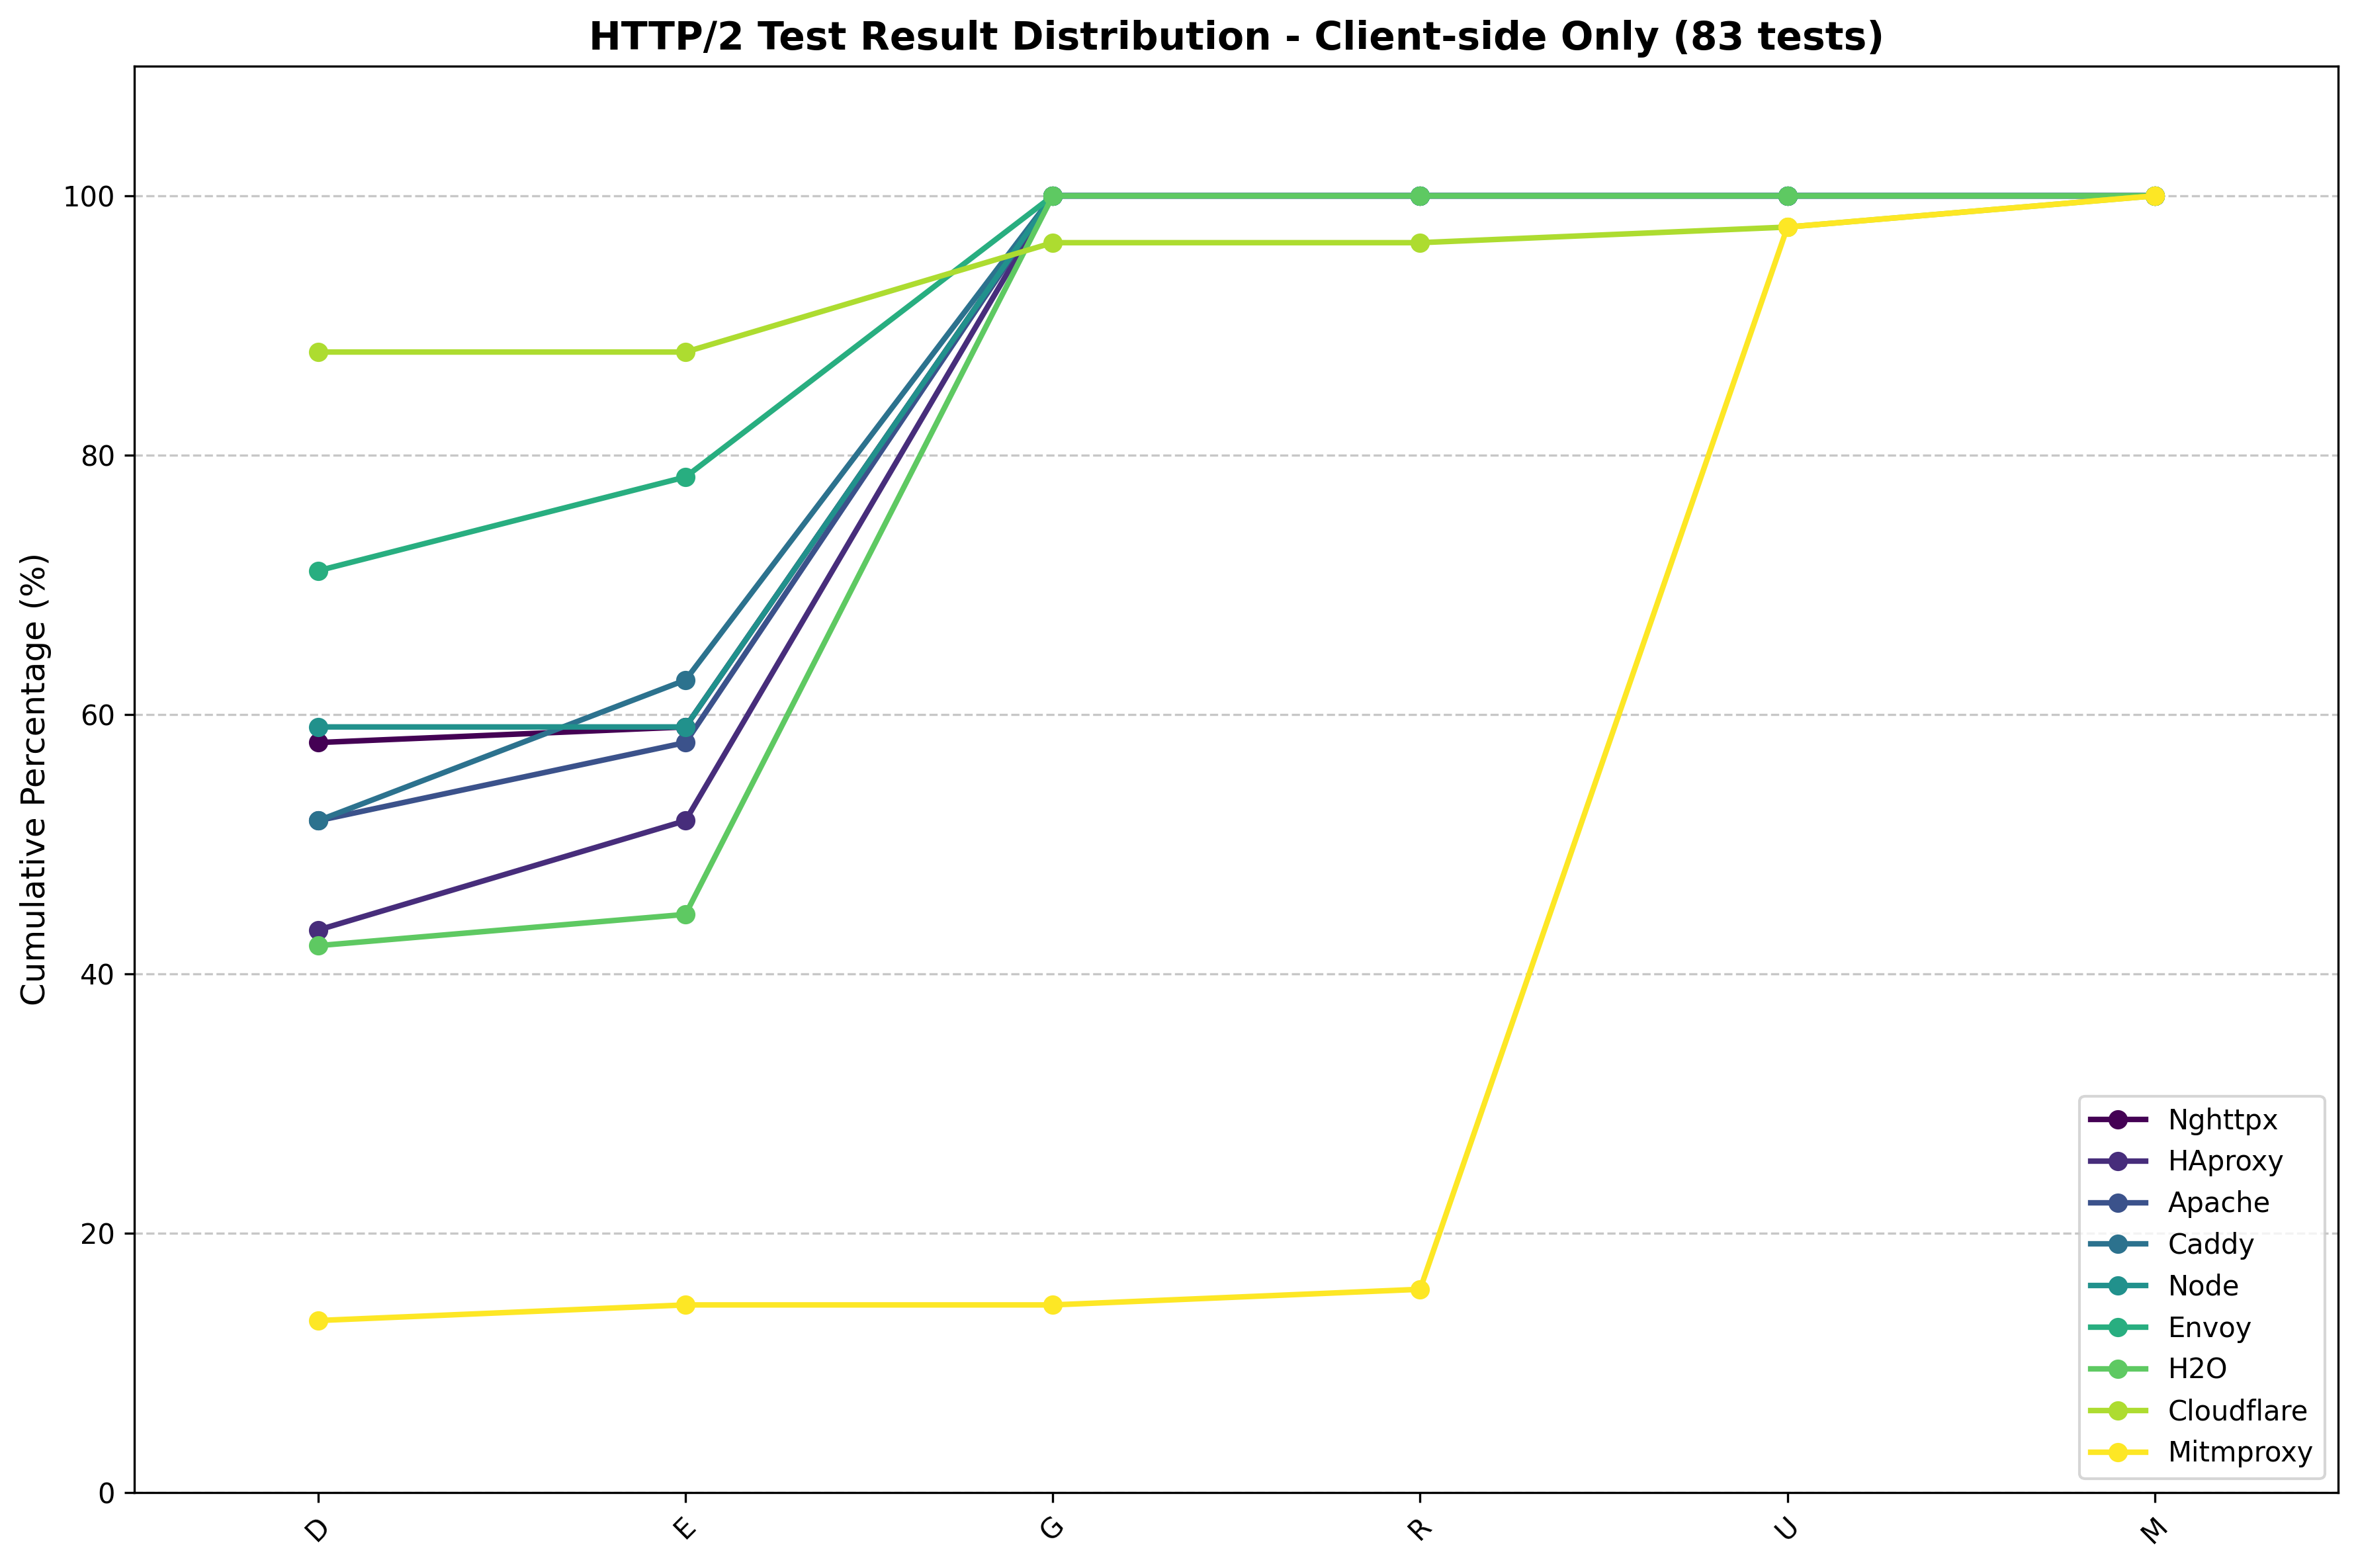 HTTP/2 Test Result Distribution - Client-side Only (83 tests)
Cumulative Percentage (%)
100
80
60
40
20
0
D
E
G
R
U
M
Nghttpx
HAproxy
Apache
Caddy
Node
Envoy
H2O
Cloudflare
Mitmproxy